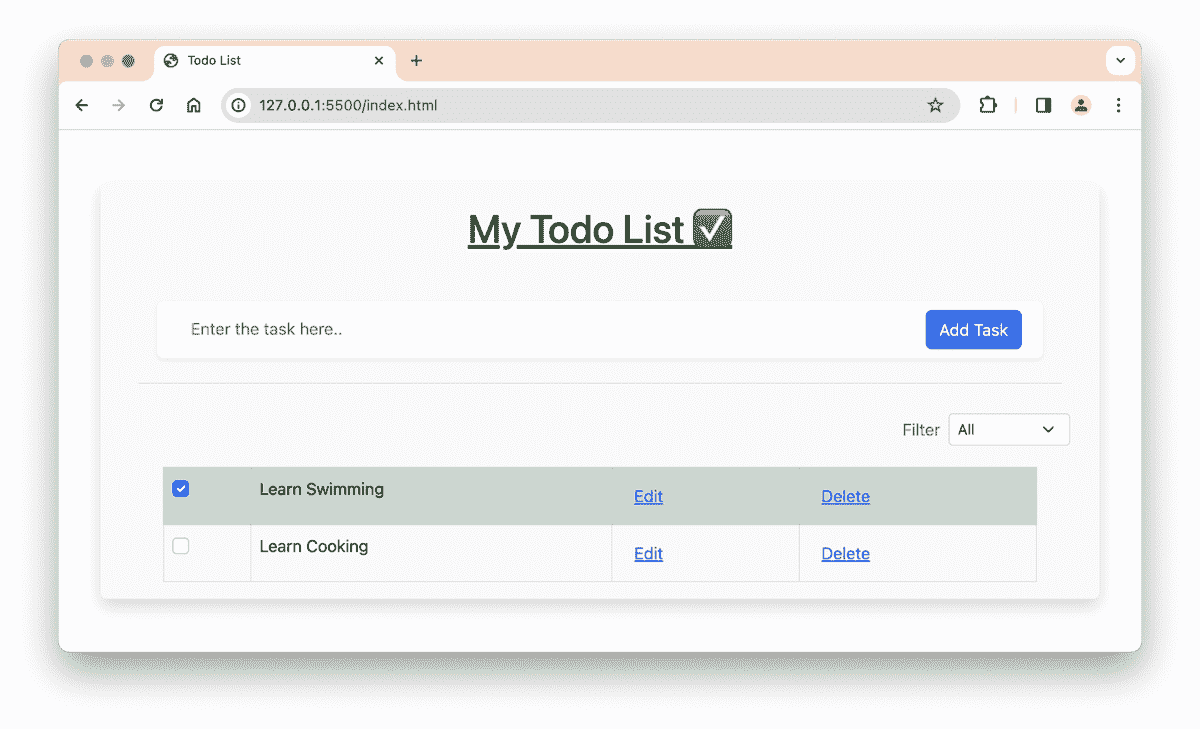 Todo List
127.0.0.1:5500/index.html
My Todo List ✅
Enter the task here..
Add Task
Filter All
Learn Swimming Edit Delete
Learn Cooking Edit Delete